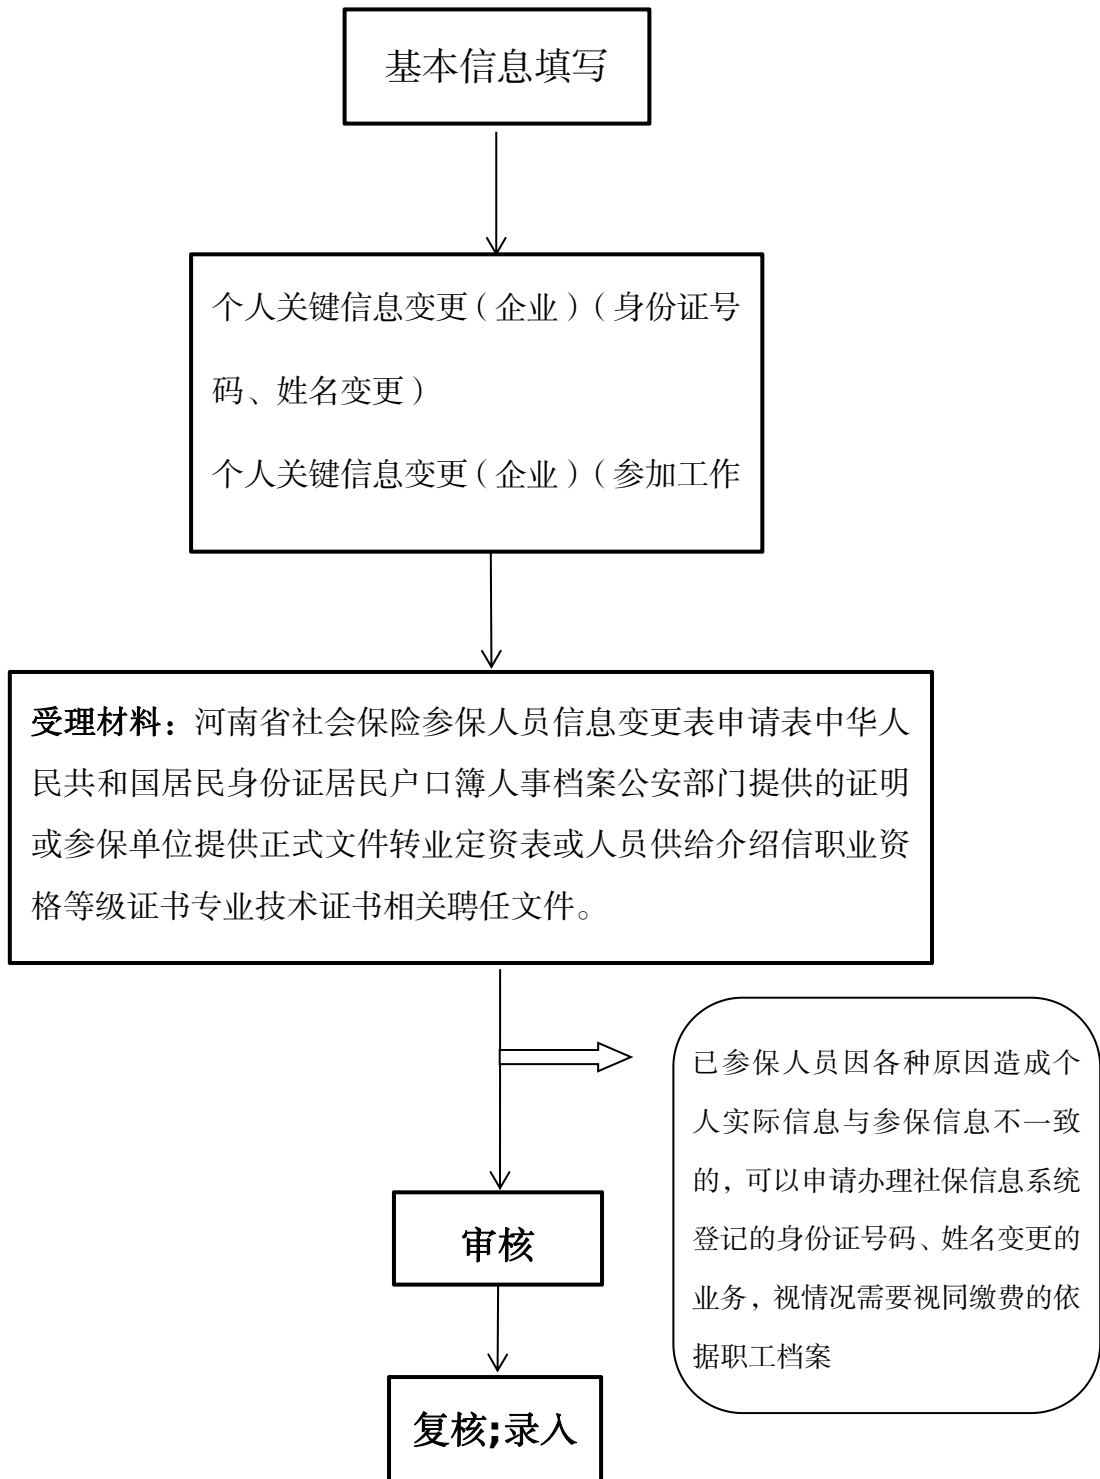 基本信息填写
个人关键信息变更（企业）（身份证号
码、姓名变更）
个人关键信息变更（企业）（参加工作
受理材料：河南省社会保险参保人员信息变更表申请表中华人
民共和国居民身份证居民户口簿人事档案公安部门提供的证明
或参保单位提供正式文件转业定资表或人员供给介绍信职业资
格等级证书专业技术证书相关聘任文件。
已参保人员因各种原因造成个
人实际信息与参保信息不一致
的，可以申请办理社保信息系统
登记的身份证号码、姓名变更的
业务，视情况需要视同缴费的依
据职工档案
审核
复核;录入